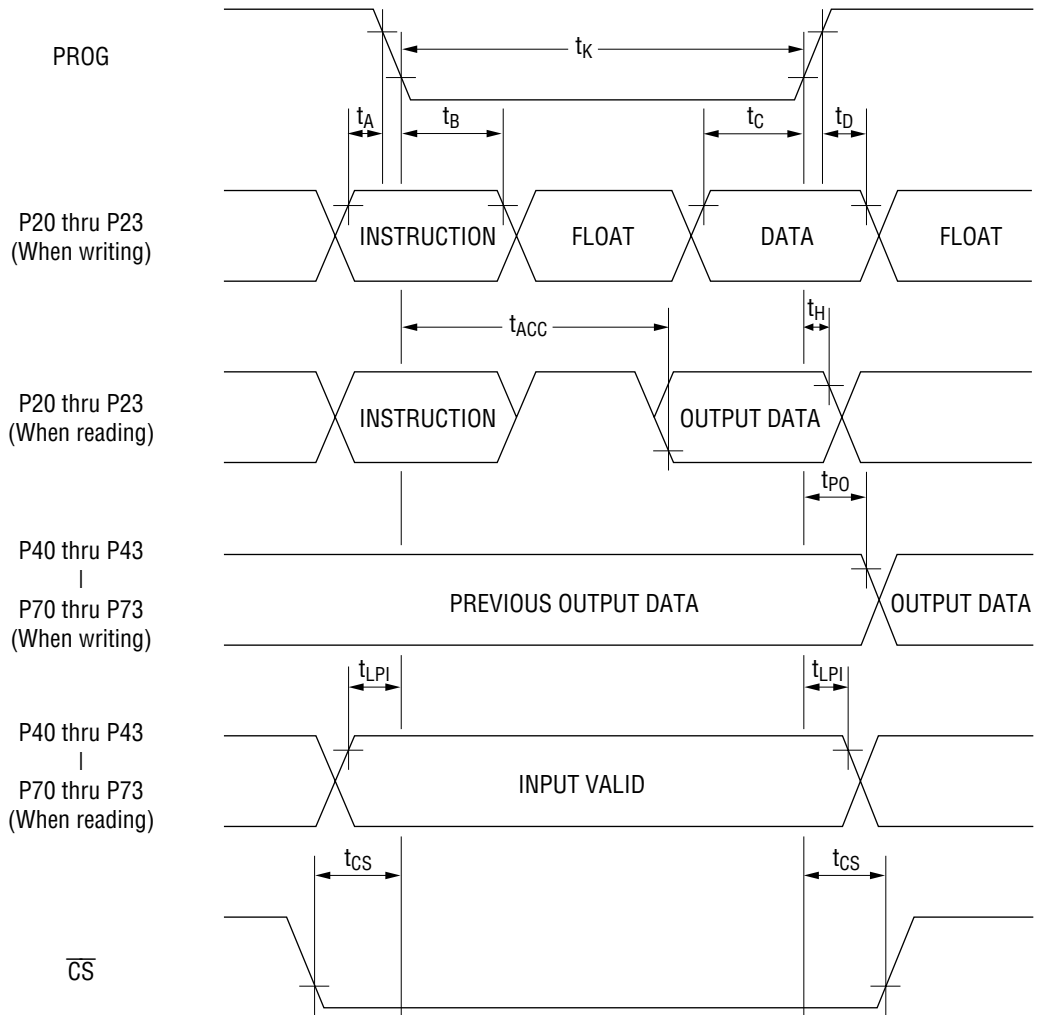 PROG
tK
tA
tB
tC
tD
P20 thru P23
(When writing)
INSTRUCTION
FLOAT
DATA
FLOAT
tACC
tH
P20 thru P23
(When reading)
INSTRUCTION
OUTPUT DATA
tPO
P40 thru P43
|
P70 thru P73
(When writing)
PREVIOUS OUTPUT DATA
OUTPUT DATA
tLPI
tLPI
P40 thru P43
|
P70 thru P73
(When reading)
INPUT VALID
tCS
tCS
C̅S̅